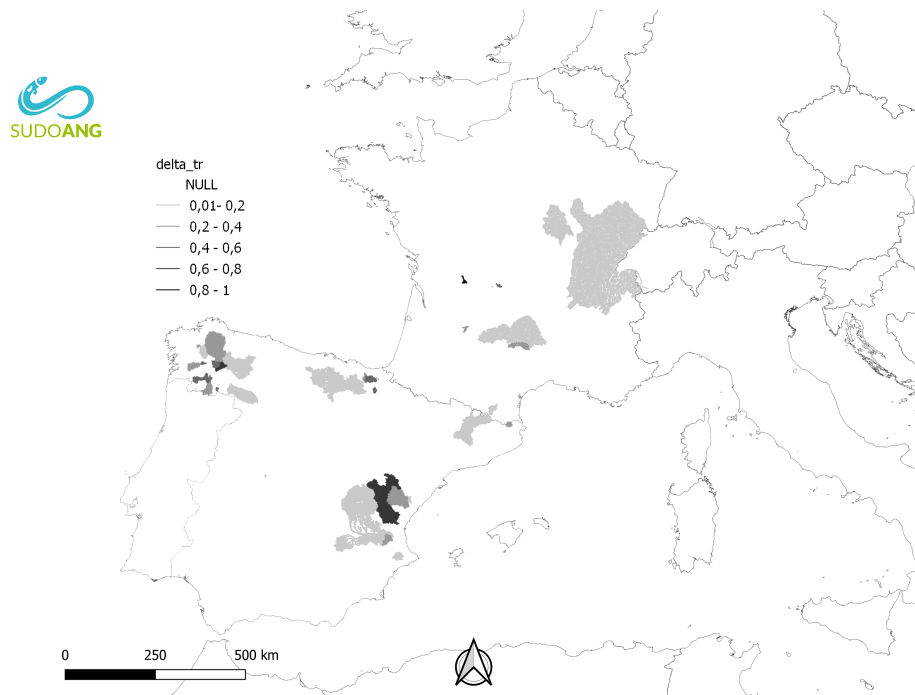 SUDOANG
delta_tr
NULL
0,01- 0,2
0,2 - 0,4
0,4 - 0,6
0,6 - 0,8
0,8 - 1
0 250 500 km